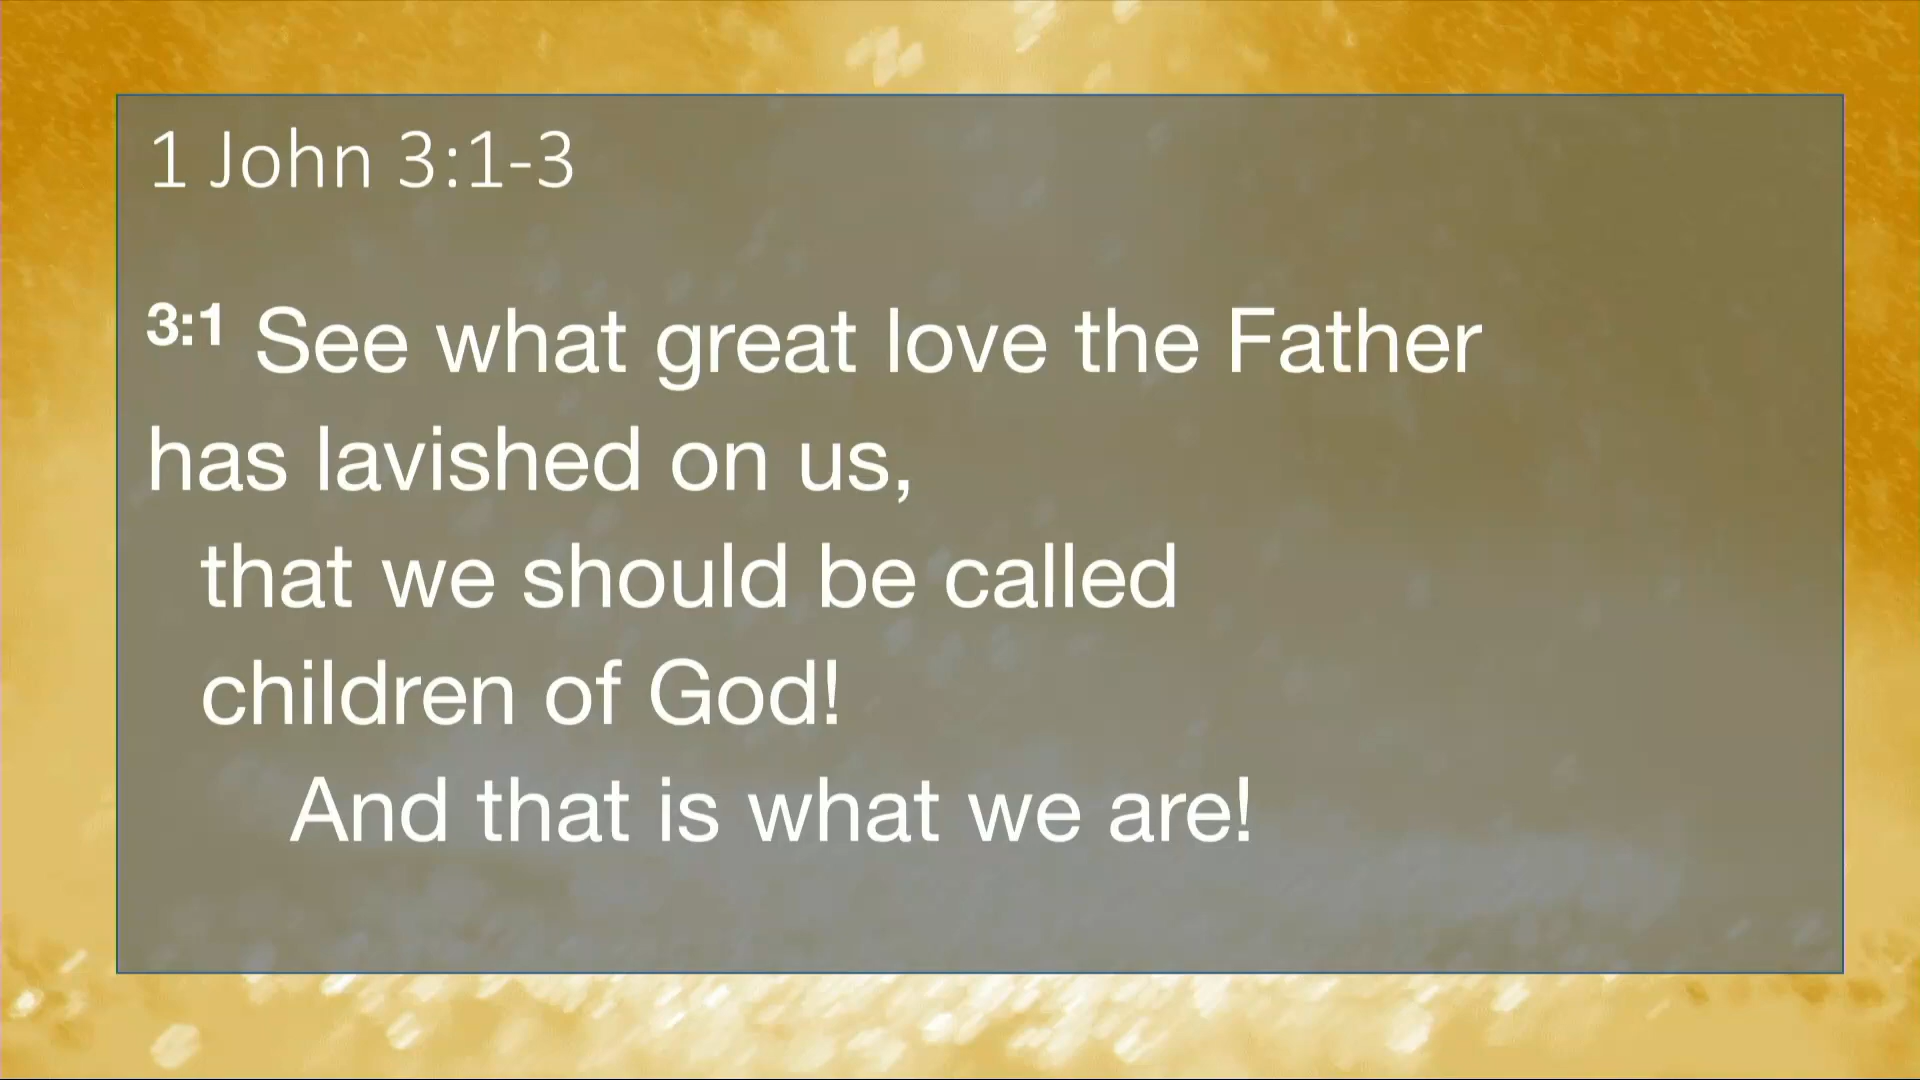 1 John 3:1-3
3:1 See what great love the Father
has lavished on us,
that we should be called
children of God!
And that is what we are!